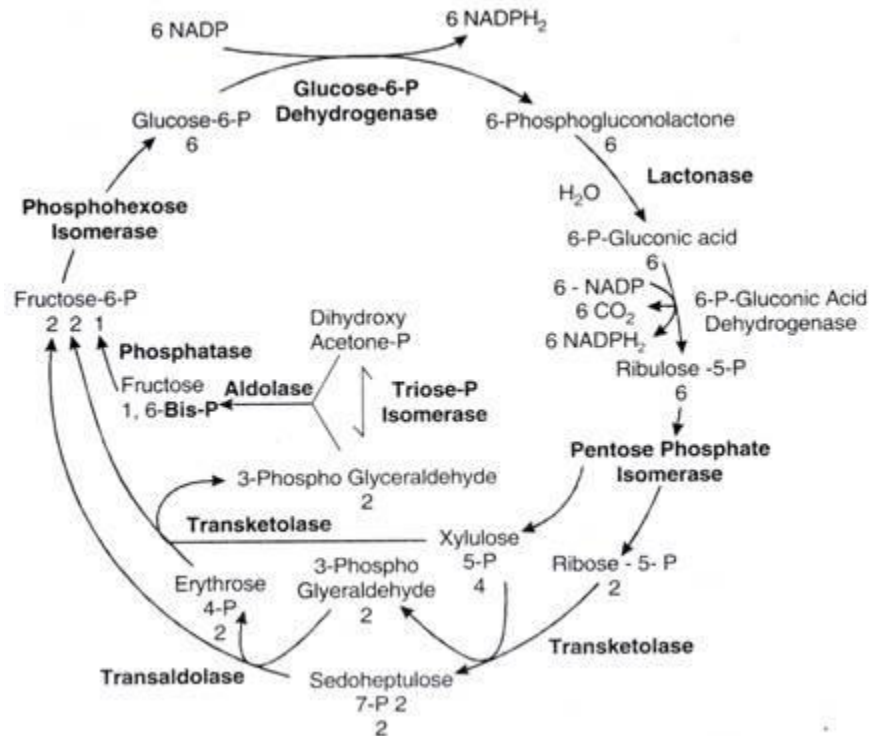 6 NADP
6 NADPH₂
Glucose-6-P
Dehydrogenase
Glucose-6-P
6
6-Phosphogluconolactone
6
Lactonase
H₂O
Phosphohexose
Isomerase
6-P-Gluconic acid
6
6 - NADP
6 CO₂
6 NADPH₂
6-P-Gluconic Acid
Dehydrogenase
Fructose-6-P
2 2 1
Dihydroxy
Acetone-P
Phosphatase
Ribulose -5-P
6
Fructose
1, 6-Bis-P
Aldolase
Triose-P
Isomerase
Pentose Phosphate
Isomerase
3-Phospho Glyceraldehyde
2
Transketolase
Xylulose
5-P
4
Ribose - 5- P
2
Erythrose
4-P
2
3-Phospho
Glyeraldehyde
2
Transketolase
Transaldolase
Sedoheptulose
7-P 2
2